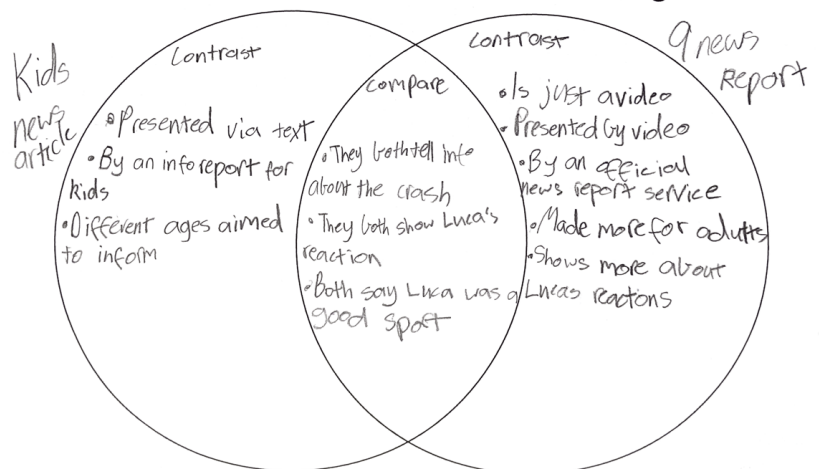 Kids
news
article
Contrast
•Presented via text
•By an info report for
kids
•Different ages aimed
to inform
compare
•They both tell info
about the crash
•They both show Luca's
reaction
•Both say Luca was a
good sport
Contrast
9 news
Report
•Is just a video
•Presented by video
•By an official
news report service
•Made more for adults
•Shows more about
Lucas reactons